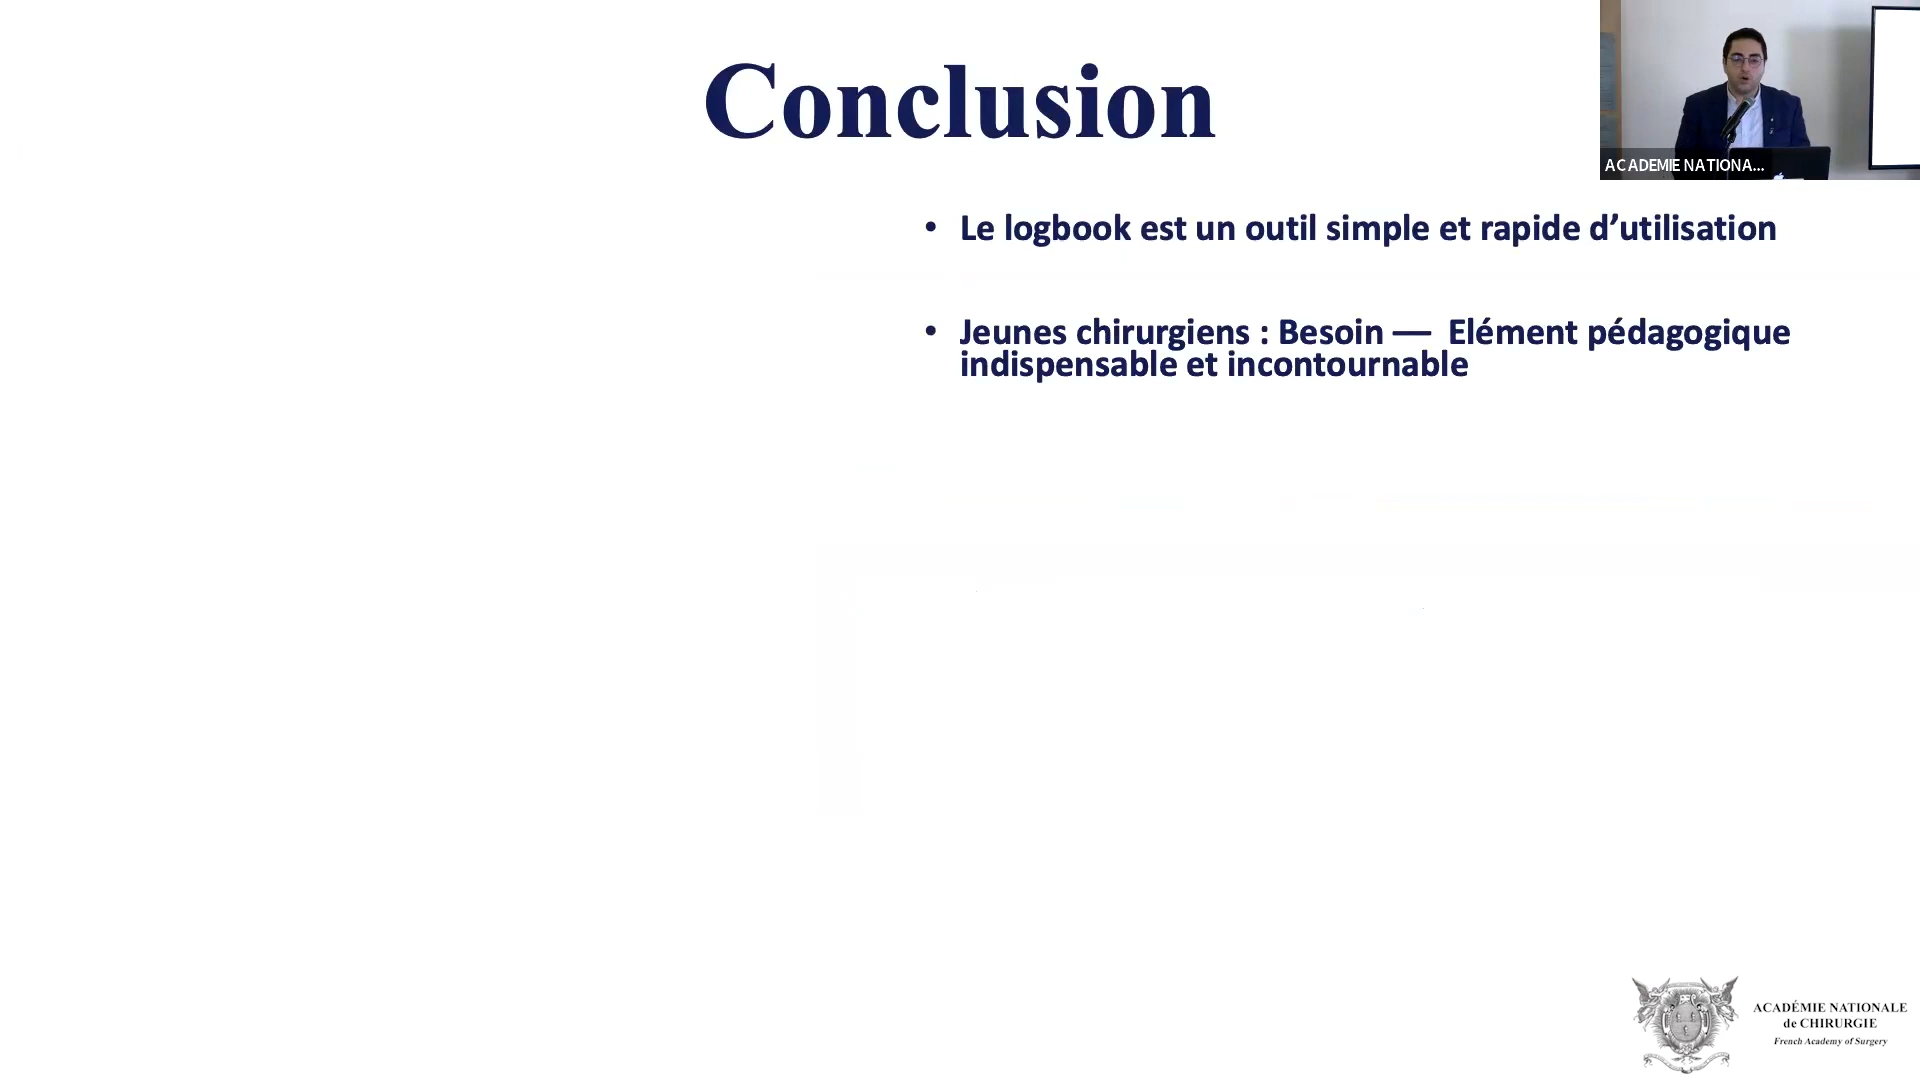 Conclusion
ACADEMIE NATIONA...
• Le logbook est un outil simple et rapide d’utilisation
• Jeunes chirurgiens : Besoin — Elément pédagogique
indispensable et incontournable
ACADÉMIE NATIONALE
de CHIRURGIE
French Academy of Surgery